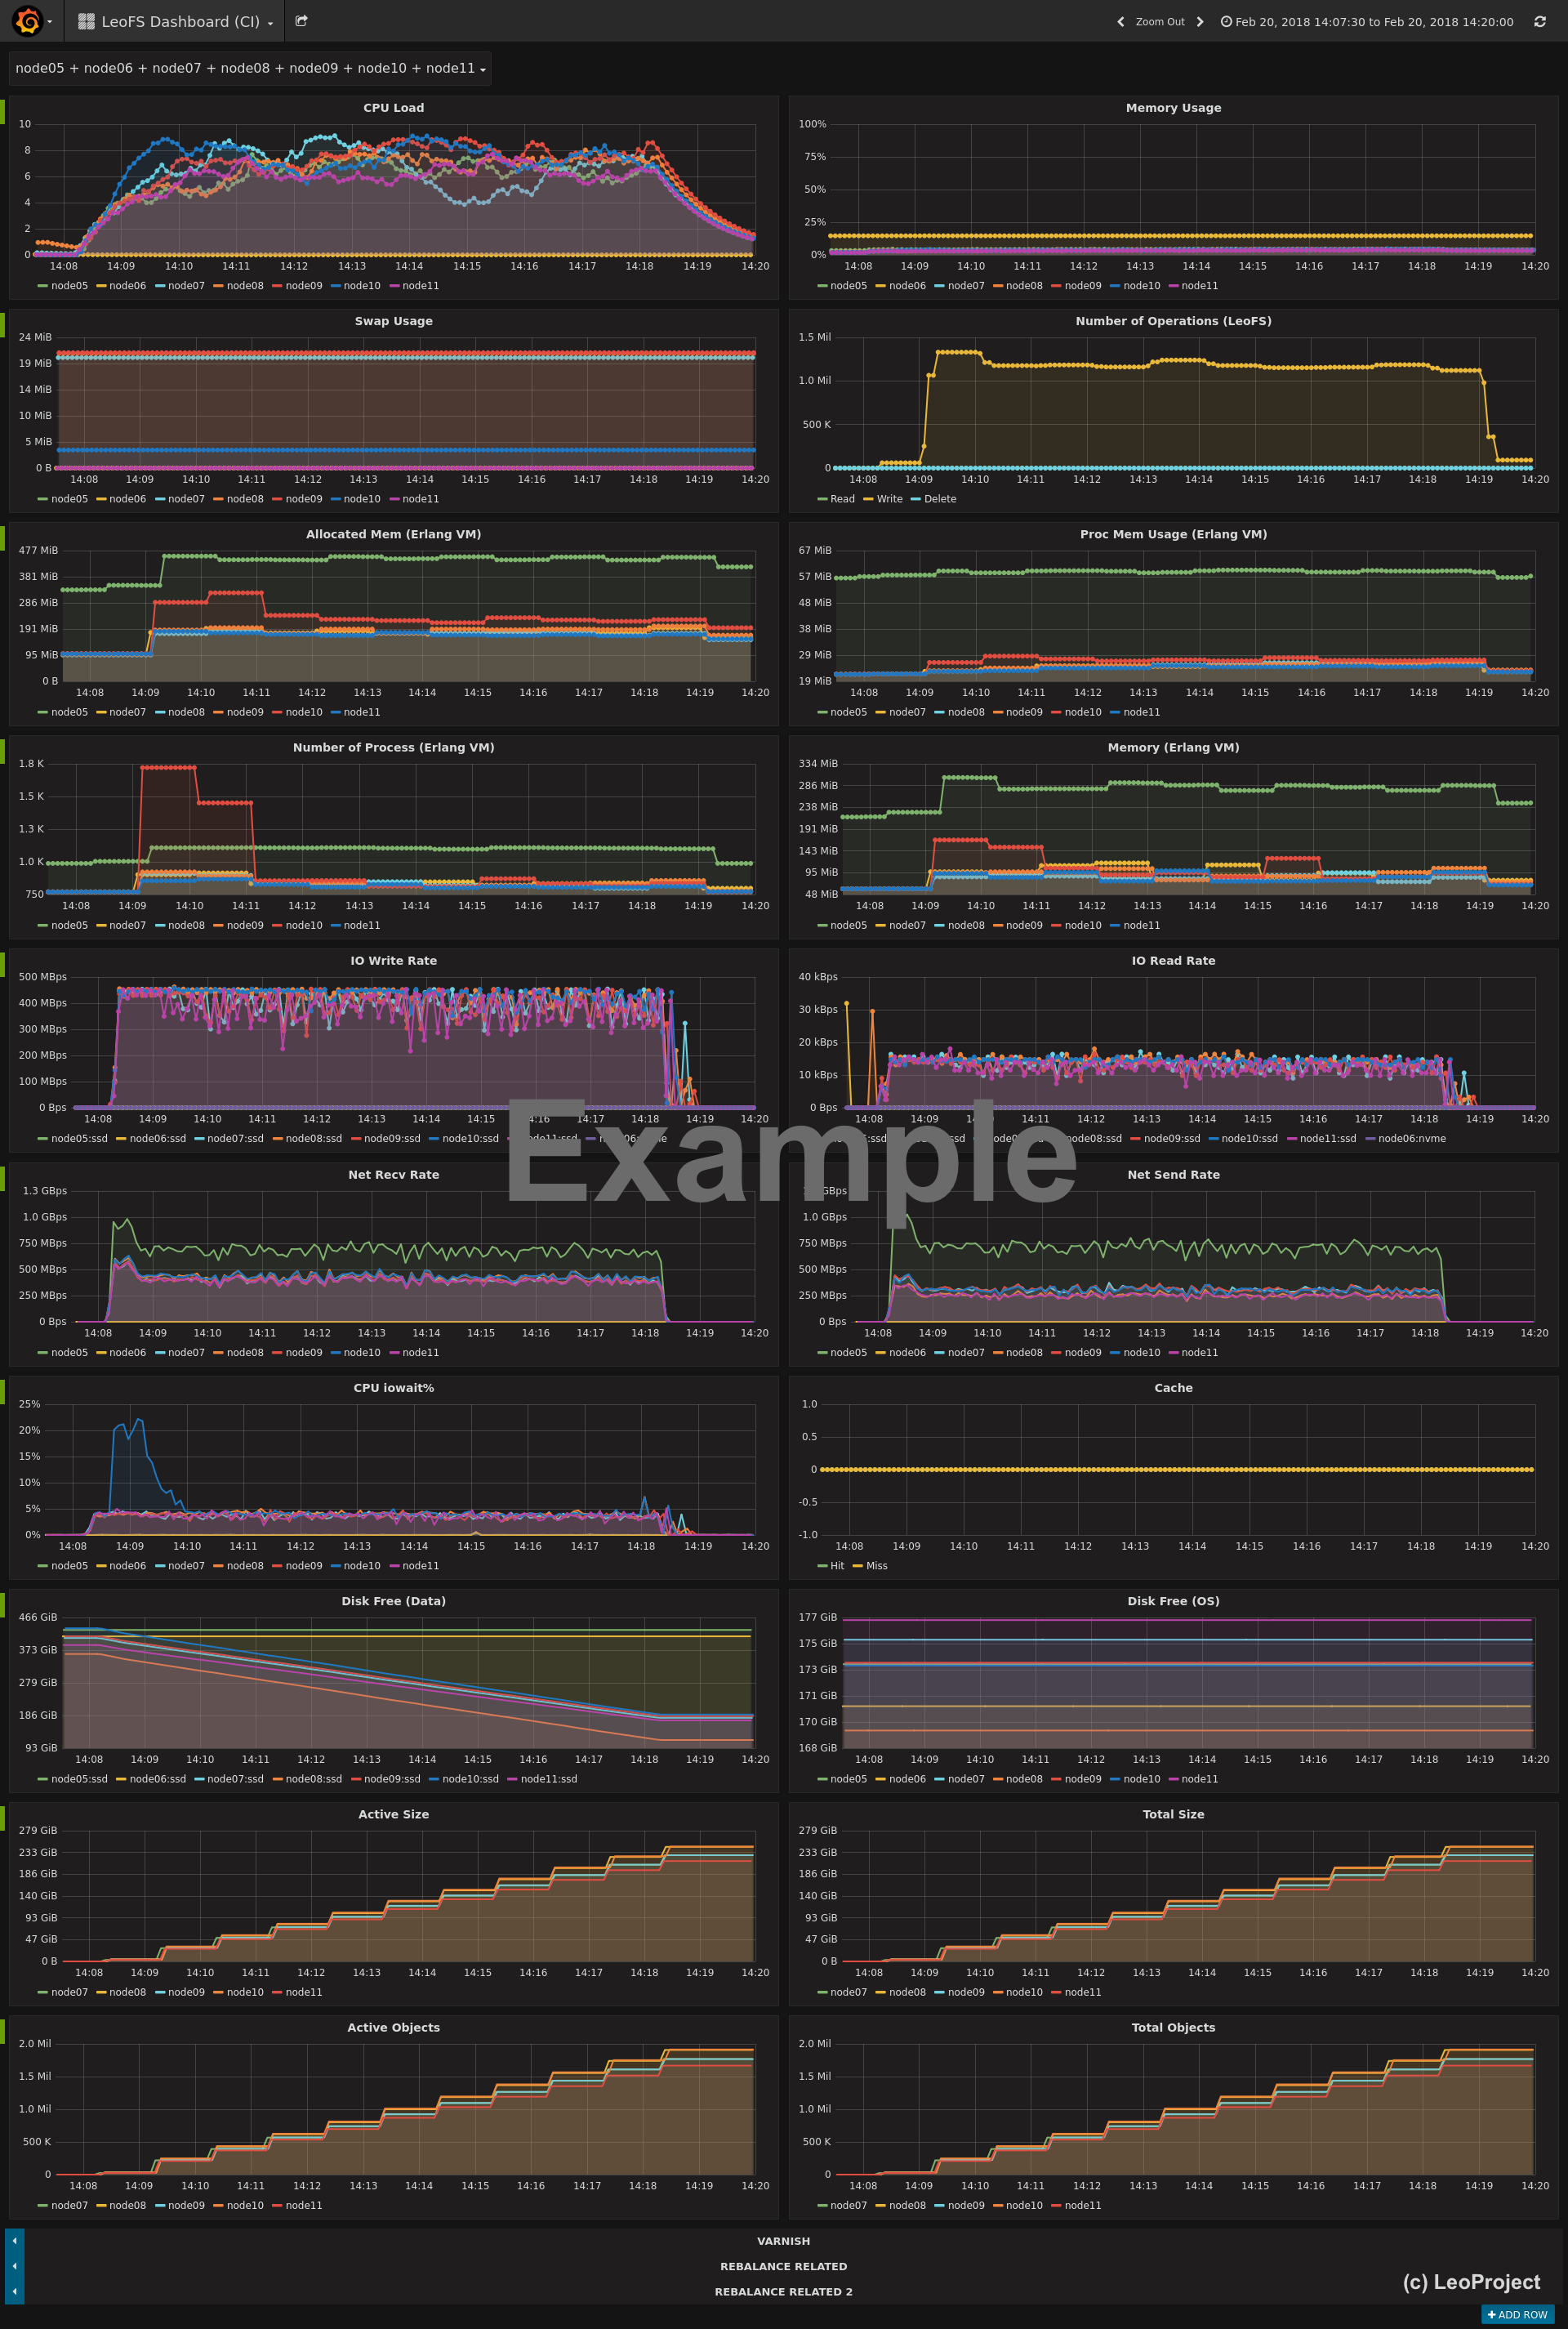 LeoFS Dashboard (CI)
Zoom Out Feb 20, 2018 14:07:30 to Feb 20, 2018 14:20:00
node05 + node06 + node07 + node08 + node09 + node10 + node11
CPU Load
10
8
6
4
2
0
14:08 14:09 14:10 14:11 14:12 14:13 14:14 14:15 14:16 14:17 14:18 14:19 14:20
node05 node06 node07 node08 node09 node10 node11
Memory Usage
100%
75%
50%
25%
0%
14:08 14:09 14:10 14:11 14:12 14:13 14:14 14:15 14:16 14:17 14:18 14:19 14:20
node05 node06 node07 node08 node09 node10 node11
Swap Usage
24 MiB
19 MiB
14 MiB
10 MiB
5 MiB
0 B
14:08 14:09 14:10 14:11 14:12 14:13 14:14 14:15 14:16 14:17 14:18 14:19 14:20
node05 node06 node07 node08 node09 node10 node11
Number of Operations (LeoFS)
1.5 Mil
1.0 Mil
500 K
0
14:08 14:09 14:10 14:11 14:12 14:13 14:14 14:15 14:16 14:17 14:18 14:19 14:20
Read Write Delete
Allocated Mem (Erlang VM)
477 MiB
381 MiB
286 MiB
191 MiB
95 MiB
0 B
14:08 14:09 14:10 14:11 14:12 14:13 14:14 14:15 14:16 14:17 14:18 14:19 14:20
node05 node07 node08 node09 node10 node11
Proc Mem Usage (Erlang VM)
67 MiB
57 MiB
48 MiB
38 MiB
29 MiB
19 MiB
14:08 14:09 14:10 14:11 14:12 14:13 14:14 14:15 14:16 14:17 14:18 14:19 14:20
node05 node07 node08 node09 node10 node11
Number of Process (Erlang VM)
1.8 K
1.5 K
1.3 K
1.0 K
750
14:08 14:09 14:10 14:11 14:12 14:13 14:14 14:15 14:16 14:17 14:18 14:19 14:20
node05 node07 node08 node09 node10 node11
Memory (Erlang VM)
334 MiB
286 MiB
238 MiB
191 MiB
143 MiB
95 MiB
48 MiB
14:08 14:09 14:10 14:11 14:12 14:13 14:14 14:15 14:16 14:17 14:18 14:19 14:20
node05 node07 node08 node09 node10 node11
IO Write Rate
500 MBps
400 MBps
300 MBps
200 MBps
100 MBps
0 Bps
14:08 14:09 14:10 14:11 14:12 14:13 14:14 14:15 14:16 14:17 14:18 14:19 14:20
node05:ssd node06:ssd node07:ssd node08:ssd node09:ssd node10:ssd
IO Read Rate
40 kBps
30 kBps
20 kBps
10 kBps
0 Bps
14:08 14:09 14:10 14:11 14:12 14:13 14:14 14:15 14:16 14:17 14:18 14:19 14:20
node08:ssd node09:ssd node10:ssd node11:ssd node06:nvme
Example
Net Recv Rate
1.3 GBps
1.0 GBps
750 MBps
500 MBps
250 MBps
0 Bps
14:08 14:09 14:10 14:11 14:12 14:13 14:14 14:15 14:16 14:17 14:18 14:19 14:20
node05 node06 node07 node08 node09 node10 node11
Net Send Rate
GBps
1.0 GBps
750 MBps
500 MBps
250 MBps
0 Bps
14:08 14:09 14:10 14:11 14:12 14:13 14:14 14:15 14:16 14:17 14:18 14:19 14:20
node05 node06 node07 node08 node09 node10 node11
CPU iowait%
25%
20%
15%
10%
5%
0%
14:08 14:09 14:10 14:11 14:12 14:13 14:14 14:15 14:16 14:17 14:18 14:19 14:20
node05 node06 node07 node08 node09 node10 node11
Cache
1.0
0.5
0
-0.5
-1.0
14:08 14:09 14:10 14:11 14:12 14:13 14:14 14:15 14:16 14:17 14:18 14:19 14:20
Hit Miss
Disk Free (Data)
466 GiB
373 GiB
279 GiB
186 GiB
93 GiB
14:08 14:09 14:10 14:11 14:12 14:13 14:14 14:15 14:16 14:17 14:18 14:19 14:20
node05:ssd node06:ssd node07:ssd node08:ssd node09:ssd node10:ssd node11:ssd
Disk Free (OS)
177 GiB
175 GiB
173 GiB
171 GiB
170 GiB
168 GiB
14:08 14:09 14:10 14:11 14:12 14:13 14:14 14:15 14:16 14:17 14:18 14:19 14:20
node05 node06 node07 node08 node09 node10 node11
Active Size
279 GiB
233 GiB
186 GiB
140 GiB
93 GiB
47 GiB
0 B
14:08 14:09 14:10 14:11 14:12 14:13 14:14 14:15 14:16 14:17 14:18 14:19 14:20
node07 node08 node09 node10 node11
Total Size
279 GiB
233 GiB
186 GiB
140 GiB
93 GiB
47 GiB
0 B
14:08 14:09 14:10 14:11 14:12 14:13 14:14 14:15 14:16 14:17 14:18 14:19 14:20
node07 node08 node09 node10 node11
Active Objects
2.0 Mil
1.5 Mil
1.0 Mil
500 K
0
14:08 14:09 14:10 14:11 14:12 14:13 14:14 14:15 14:16 14:17 14:18 14:19 14:20
node07 node08 node09 node10 node11
Total Objects
2.0 Mil
1.5 Mil
1.0 Mil
500 K
0
14:08 14:09 14:10 14:11 14:12 14:13 14:14 14:15 14:16 14:17 14:18 14:19 14:20
node07 node08 node09 node10 node11
VARNISH
REBALANCE RELATED
REBALANCE RELATED 2
(c) LeoProject
+ ADD ROW